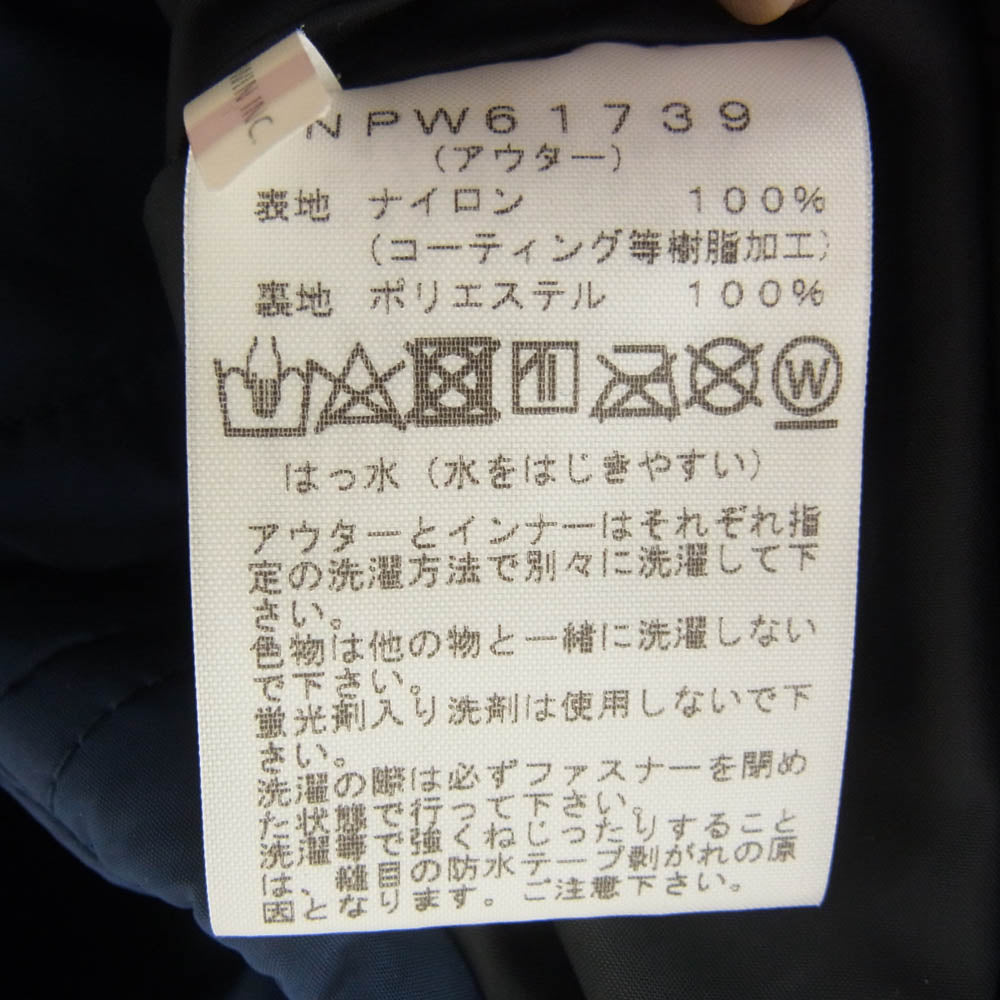 WIN INC.
NPW61739
(アウター)
表地 ナイロン 100%
(コーティング等樹脂加工)
裏地 ポリエステル 100%
W
はっ水 (水をはじきやすい)
アウターとインナーはそれぞれ指
定の洗濯方法で別々に洗濯して下
さい。
色物は他の物と一緒に洗濯しない
で下さい。
蛍光剤入り洗剤は使用しないで下
さい。
洗濯の際は必ずファスナーを閉め
た状態で行って下さい。
洗濯等で強くねじったりすること
は、縫目の防水テープ剥がれの原
因となります。ご注意下さい。